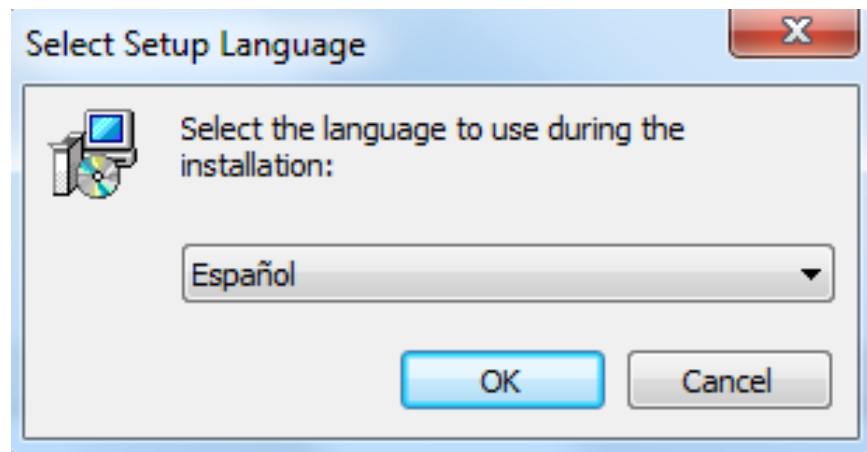 Select Setup Language
Select the language to use during the
installation:
Español
OK
Cancel